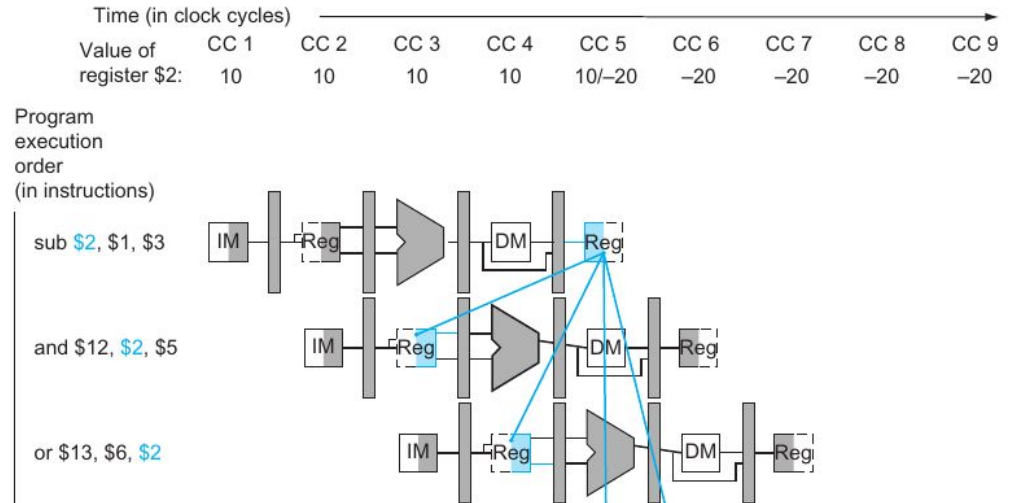 Time (in clock cycles)
Value of register $2:
CC 1 CC 2 CC 3 CC 4 CC 5 CC 6 CC 7 CC 8 CC 9
10 10 10 10 10/–20 –20 –20 –20 –20
Program
execution
order
(in instructions)
sub $2, $1, $3
IM Reg DM Reg
and $12, $2, $5
IM Reg DM Reg
or $13, $6, $2
IM Reg DM Reg